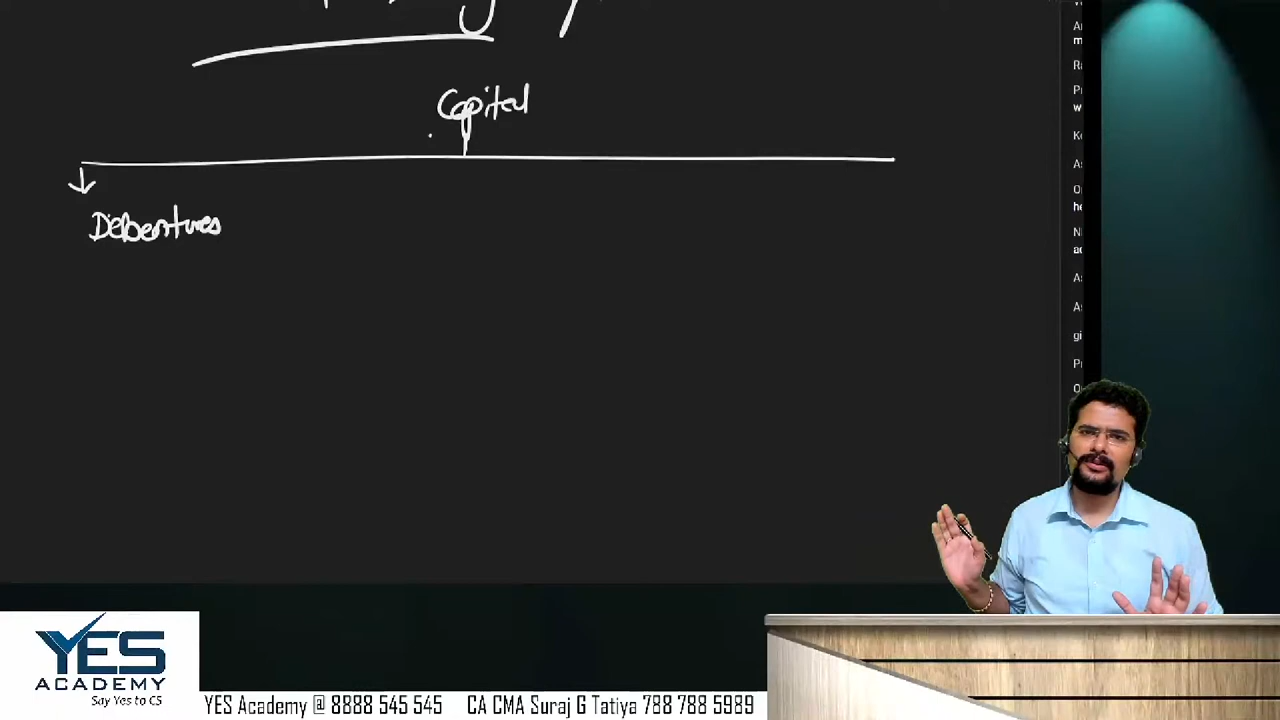 Capital
Debentures
YES
ACADEMY
Say Yes to CS
YES Academy @ 8888 545 545 CA CMA Suraj G Tatiya 788 788 5989